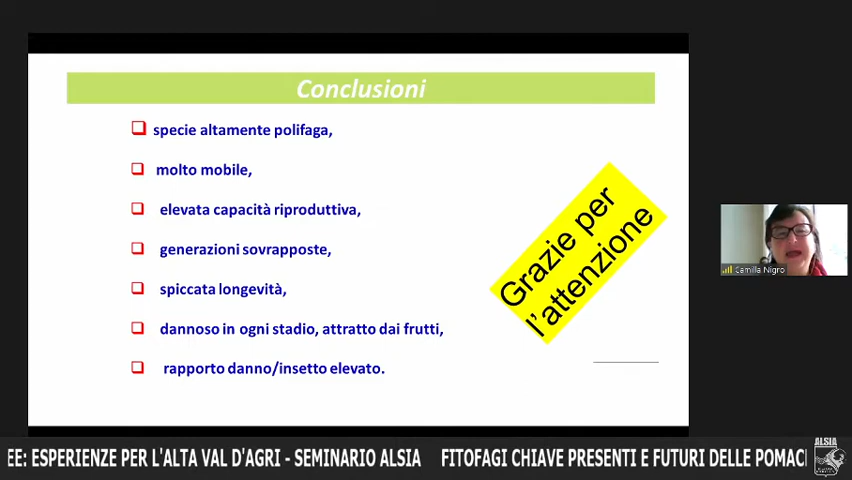 Conclusioni
specie altamente polifaga,
molto mobile,
elevata capacità riproduttiva,
generazioni sovrapposte,
spiccata longevità,
dannoso in ogni stadio, attratto dai frutti,
rapporto danno/insetto elevato.
Grazie per
l'attenzione
Camilla Nigro
EE: ESPERIENZE PER L'ALTA VAL D'AGRI - SEMINARIO ALSIA FITOFAGI CHIAVE PRESENTI E FUTURI DELLE POMAC
ALSIA